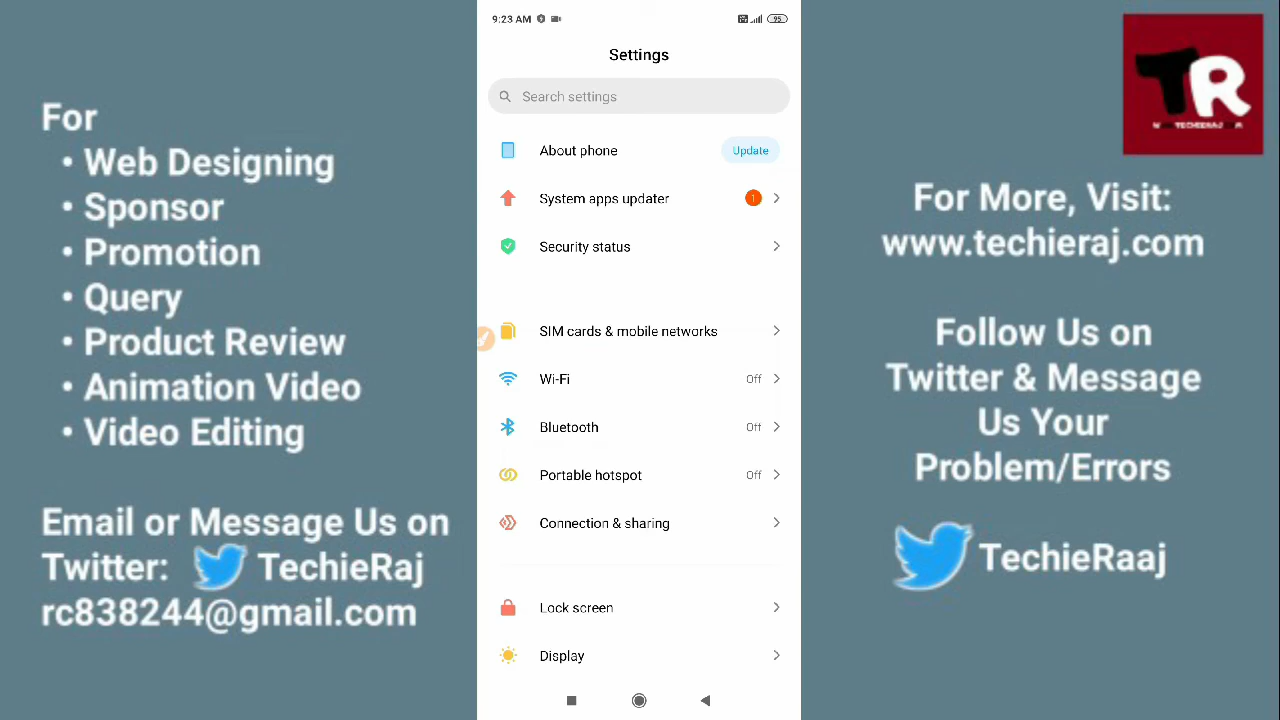 For
• Web Designing
• Sponsor
• Promotion
• Query
• Product Review
• Animation Video
• Video Editing
Email or Message Us on
Twitter: TechieRaj
rc838244@gmail.com
9:23 AM
95
Settings
Search settings
About phone Update
System apps updater 1
Security status
SIM cards & mobile networks
Wi-Fi Off
Bluetooth Off
Portable hotspot Off
Connection & sharing
Lock screen
Display
TR
For More, Visit:
www.techieraj.com
Follow Us on
Twitter & Message
Us Your
Problem/Errors
TechieRaaj